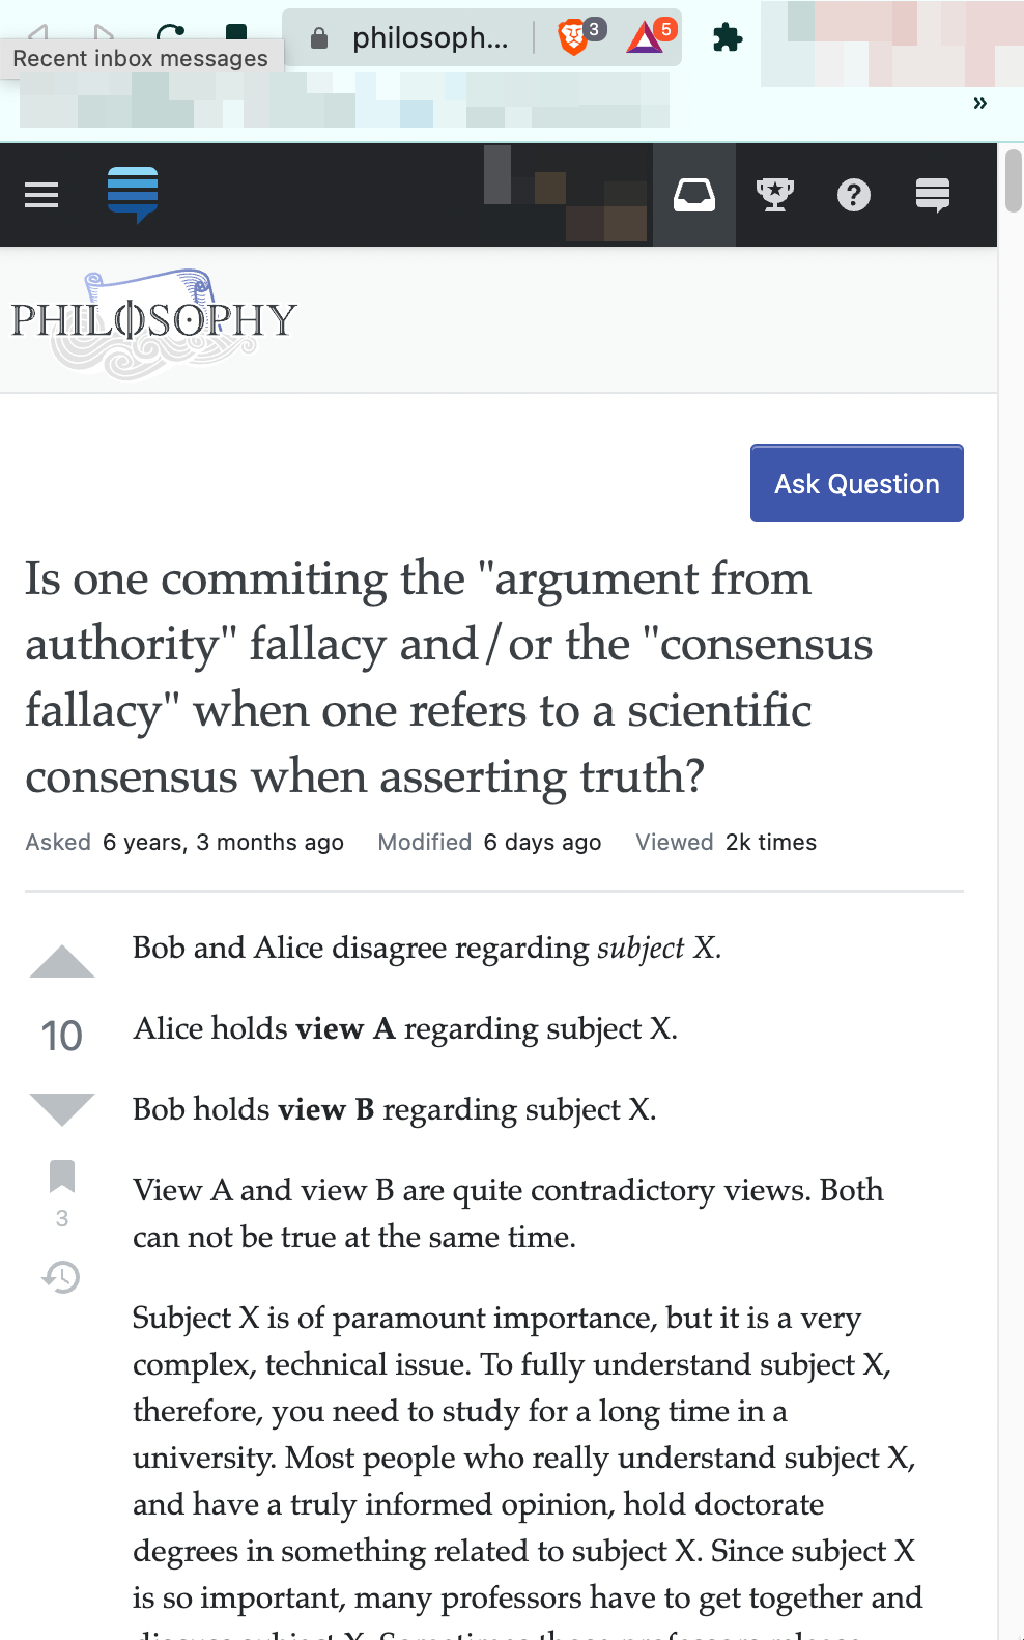 philosoph...
3
5
Recent inbox messages
»
?
PHILOSOPHY
Ask Question
Is one commiting the "argument from
authority" fallacy and/or the "consensus
fallacy" when one refers to a scientific
consensus when asserting truth?
Asked 6 years, 3 months ago Modified 6 days ago Viewed 2k times
Bob and Alice disagree regarding subject X.
10
Alice holds view A regarding subject X.
Bob holds view B regarding subject X.
3
View A and view B are quite contradictory views. Both
can not be true at the same time.
Subject X is of paramount importance, but it is a very
complex, technical issue. To fully understand subject X,
therefore, you need to study for a long time in a
university. Most people who really understand subject X,
and have a truly informed opinion, hold doctorate
degrees in something related to subject X. Since subject X
is so important, many professors have to get together and